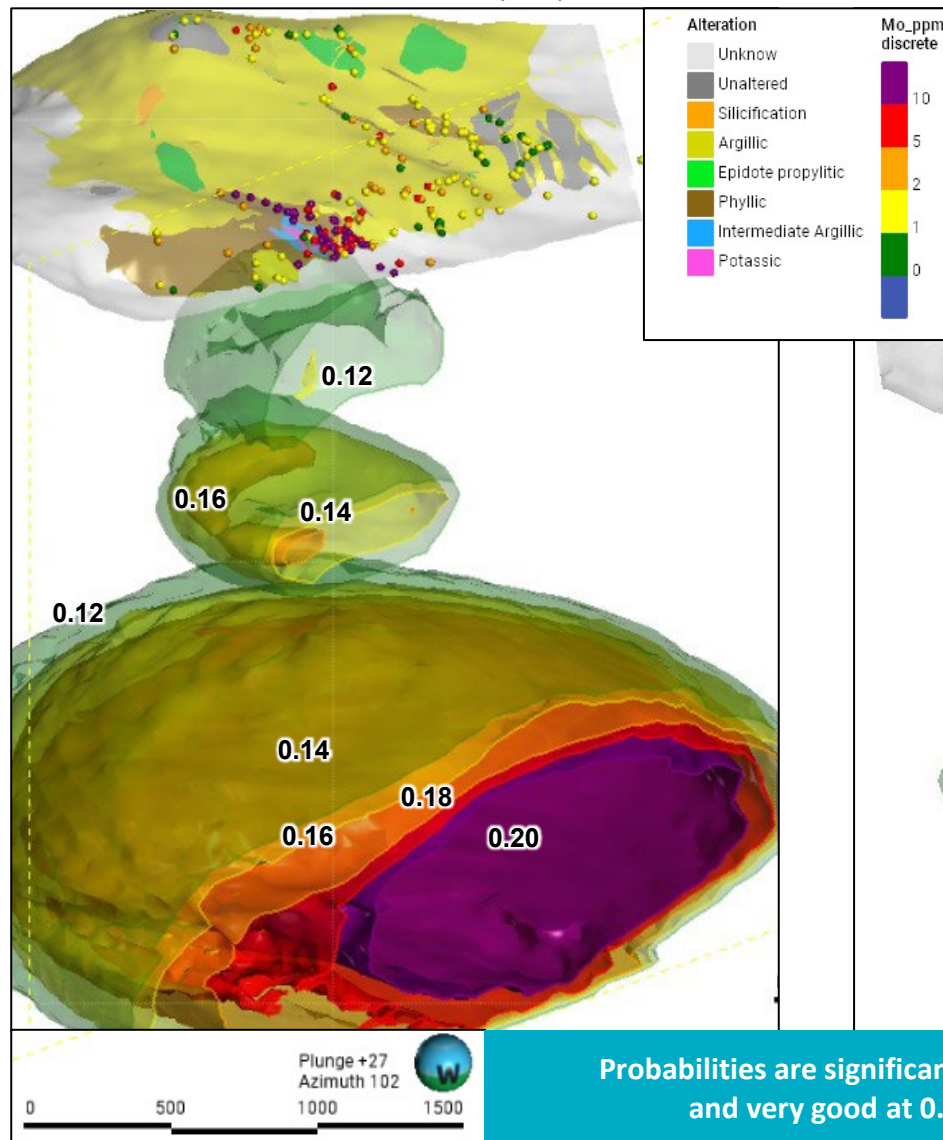 Alteration
Unknow
Unaltered
Silicification
Argillic
Epidote propylitic
Phyllic
Intermediate Argillic
Potassic
Mo_ppm
discrete
10
5
2
1
0
0.12
0.16
0.14
0.12
0.14
0.18
0.16
0.20
Plunge +27
Azimuth 102
W
0 500 1000 1500
Probabilities are significan
and very good at 0.